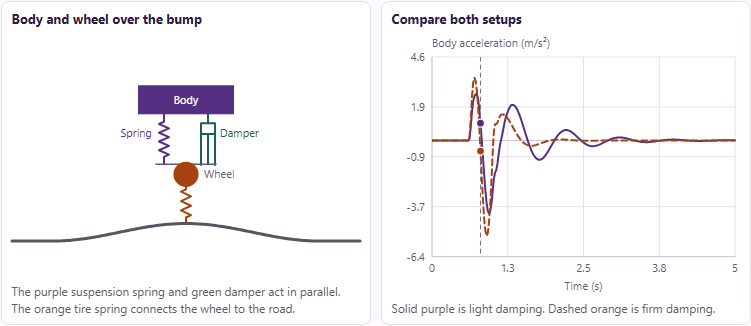 Body and wheel over the bump
Body
Spring
Damper
Wheel
The purple suspension spring and green damper act in parallel.
The orange tire spring connects the wheel to the road.
Compare both setups
Body acceleration (m/s²)
4.6
1.9
-0.9
-3.7
-6.4
0
1.3
2.5
3.8
5
Time (s)
Solid purple is light damping. Dashed orange is firm damping.